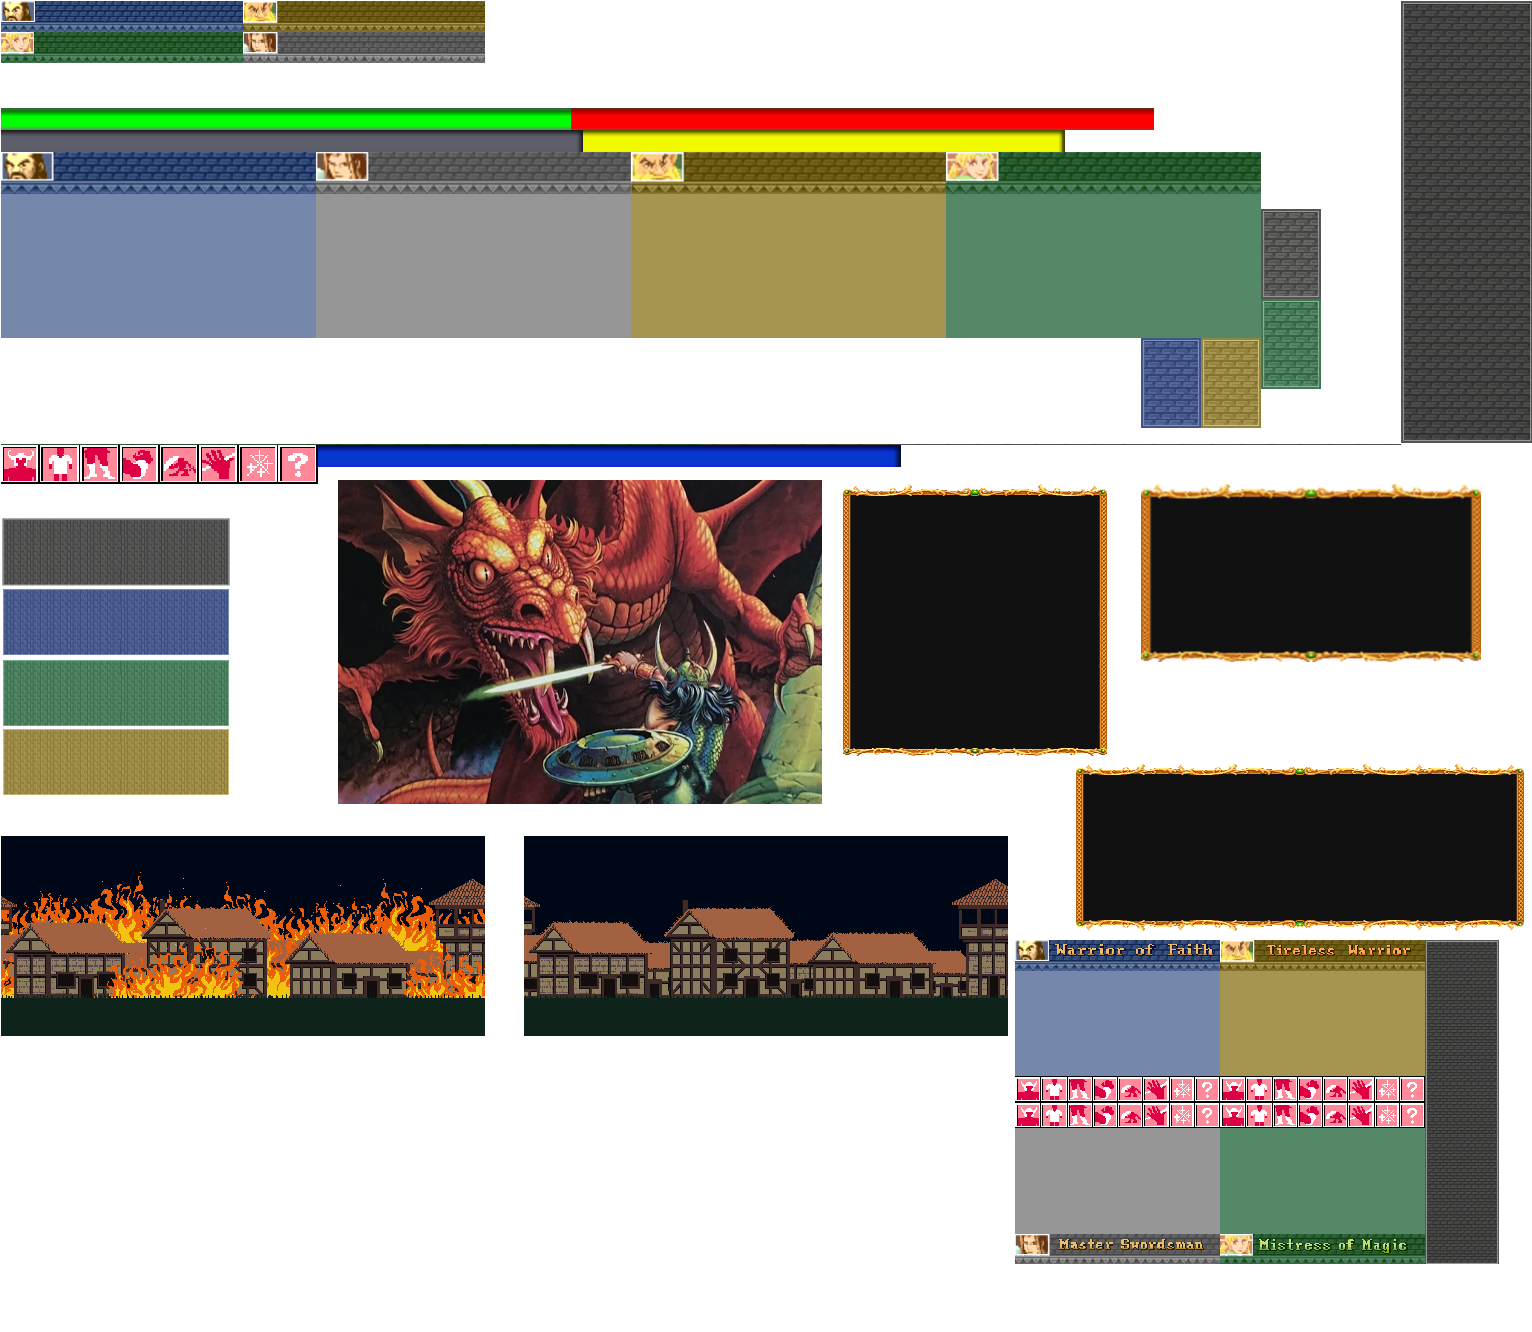 ?
Warrior of Faith
Tireless Warrior
? ?
? ?
Master Swordsman
Mistress of Magic